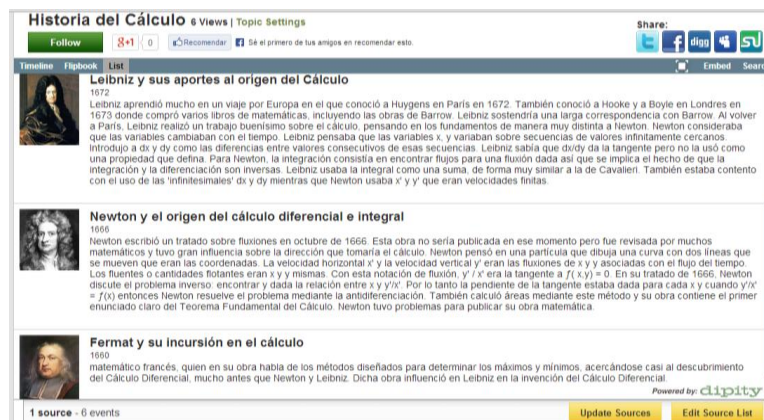 Historia del Cálculo 6 Views | Topic Settings
Share:
Follow
8+1 0
Recomendar
Sé el primero de tus amigos en recomendar esto.
digg
Timeline Flipbook List
Embed Sear
Leibniz y sus aportes al origen del Cálculo
1672
Leibniz aprendió mucho en un viaje por Europa en el que conoció a Huygens en París en 1672. También conoció a Hooke y a Boyle en Londres en
1673 donde compró varios libros de matemáticas, incluyendo las obras de Barrow. Leibniz sostendría una larga correspondencia con Barrow. Al volver
a París, Leibniz realizó un trabajo buenísimo sobre el cálculo, pensando en los fundamentos de manera muy distinta a Newton. Newton consideraba
que las variables cambiaban con el tiempo. Leibniz pensaba que las variables x, y variaban sobre secuencias de valores infinitamente cercanos.
Introdujo a dx y dy como las diferencias entre valores consecutivos de esas secuencias. Leibniz sabía que dx/dy da la tangente pero no la usó como
una propiedad que defina. Para Newton, la integración consistía en encontrar flujos para una fluxión dada así que se implica el hecho de que la
integración y la diferenciación son inversas. Leibniz usaba la integral como una suma, de forma muy similar a la de Cavalieri. También estaba contento
con el uso de las 'infinitesimales' dx y dy mientras que Newton usaba x' y y' que eran velocidades finitas.
Newton y el origen del cálculo diferencial e integral
1666
Newton escribió un tratado sobre fluxiones en octubre de 1666. Esta obra no sería publicada en ese momento pero fue revisada por muchos
matemáticos y tuvo gran influencia sobre la dirección que tomaría el cálculo. Newton pensó en una partícula que dibuja una curva con dos líneas que
se mueven que eran las coordenadas. La velocidad horizontal x' y la velocidad vertical y' eran las fluxiones de x y y asociadas con el flujo del tiempo.
Los fluentes o cantidades flotantes eran x y y mismas. Con esta notación de fluxión, y' / x' era la tangente a ƒ( x,y) = 0. En su tratado de 1666, Newton
discute el problema inverso: encontrar y dada la relación entre x y y'/x'. Por lo tanto la pendiente de la tangente estaba dada para cada x y cuando y'/x'
= ƒ(x) entonces Newton resuelve el problema mediante la antidiferenciación. También calculó áreas mediante este método y su obra contiene el primer
enunciado claro del Teorema Fundamental del Cálculo. Newton tuvo problemas para publicar su obra matemática.
Fermat y su incursión en el cálculo
1660
matemático francés, quien en su obra habla de los métodos diseñados para determinar los máximos y mínimos, acercándose casi al descubrimiento
del Cálculo Diferencial, mucho antes que Newton y Leibniz. Dicha obra influenció en Leibniz en la invención del Cálculo Diferencial.
Powered by: dipity
1 source - 6 events
Update Sources Edit Source List